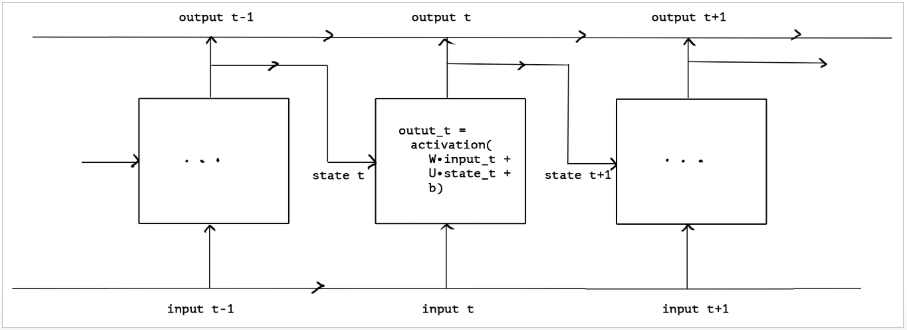 output t-1
output t
output t+1
. . .
outut_t =
activation(
W•input_t +
U•state_t +
b)
. . .
state t
state t+1
input t-1
input t
input t+1